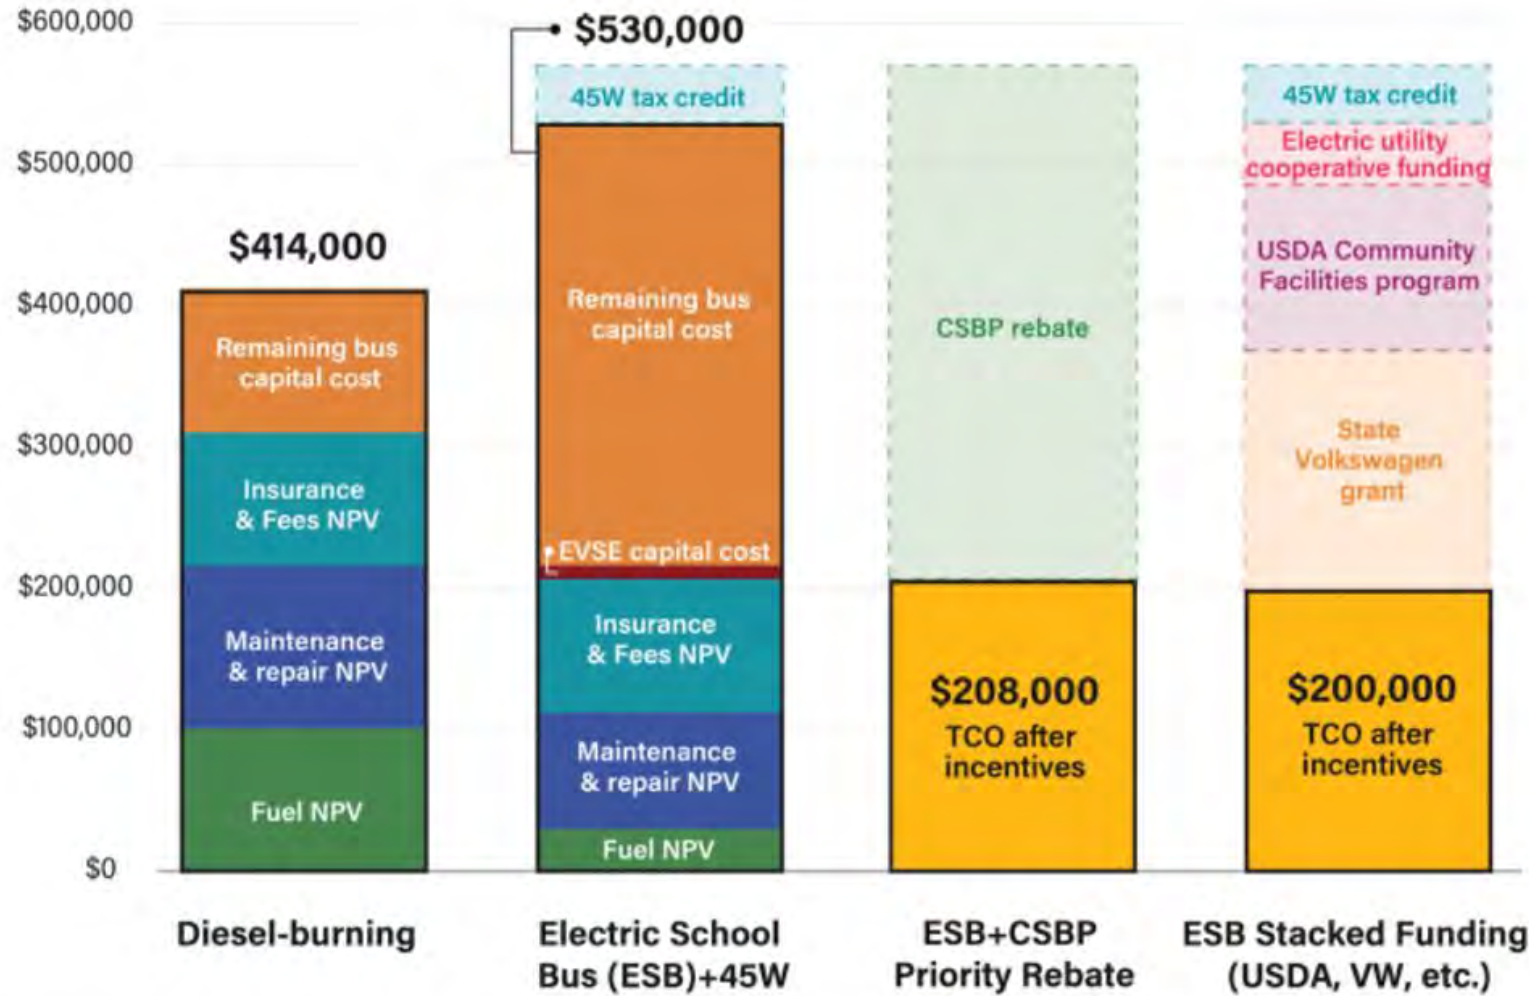 $600,000
$500,000
$400,000
$300,000
$200,000
$100,000
$0
$414,000
Remaining bus
capital cost
Insurance
& Fees NPV
Maintenance
& repair NPV
Fuel NPV
Diesel-burning
$530,000
45W tax credit
Remaining bus
capital cost
EVSE capital cost
Insurance
& Fees NPV
Maintenance
& repair NPV
Fuel NPV
Electric School
Bus (ESB)+45W
CSBP rebate
$208,000
TCO after
incentives
ESB+CSBP
Priority Rebate
45W tax credit
Electric utility
cooperative funding
USDA Community
Facilities program
State
Volkswagen
grant
$200,000
TCO after
incentives
ESB Stacked Funding
(USDA, VW, etc.)